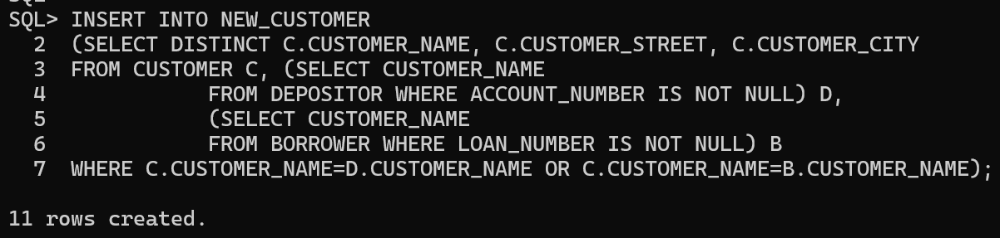 SQL> INSERT INTO NEW_CUSTOMER
  2  (SELECT DISTINCT C.CUSTOMER_NAME, C.CUSTOMER_STREET, C.CUSTOMER_CITY
  3  FROM CUSTOMER C, (SELECT CUSTOMER_NAME
  4             FROM DEPOSITOR WHERE ACCOUNT_NUMBER IS NOT NULL) D,
  5             (SELECT CUSTOMER_NAME
  6             FROM BORROWER WHERE LOAN_NUMBER IS NOT NULL) B
  7  WHERE C.CUSTOMER_NAME=D.CUSTOMER_NAME OR C.CUSTOMER_NAME=B.CUSTOMER_NAME);
11 rows created.